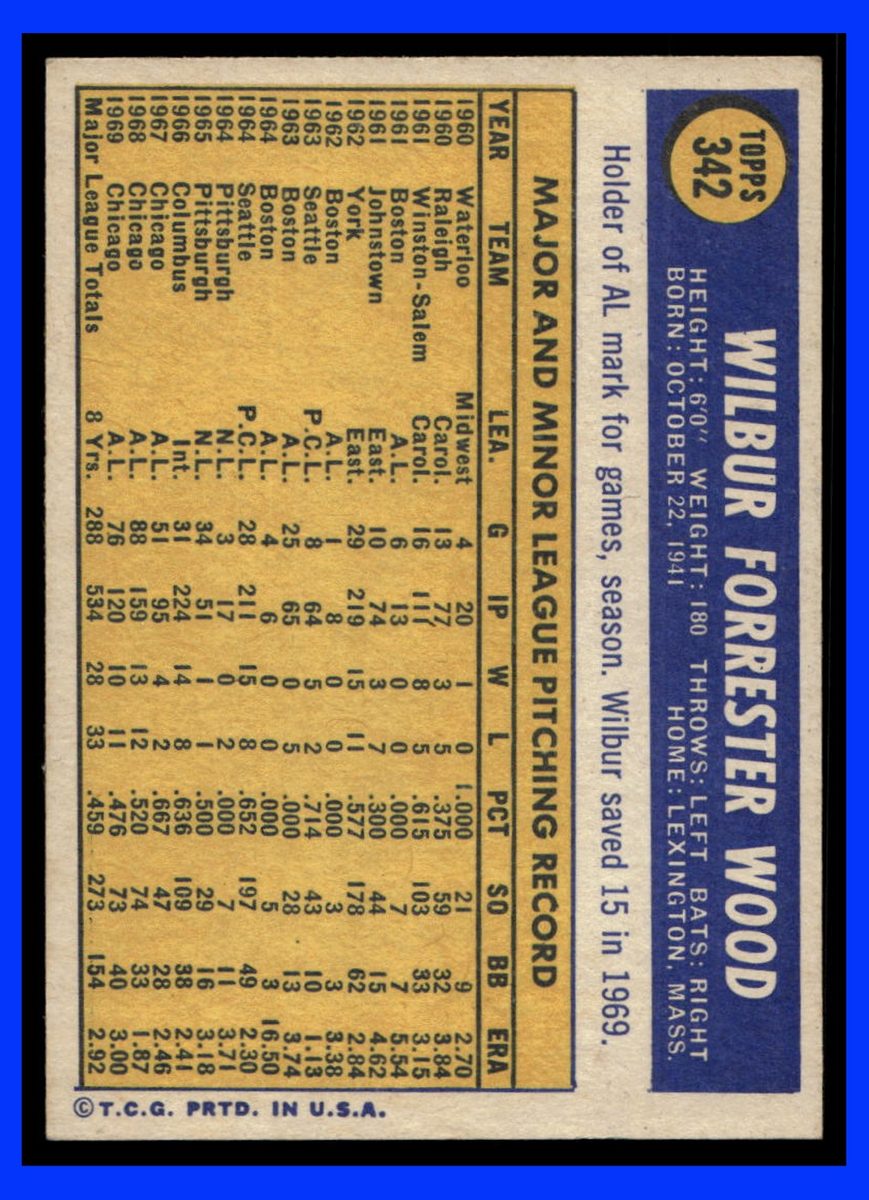 TOPPS
342
WILBUR FORRESTER WOOD
HEIGHT: 6'0" WEIGHT: 180 THROWS: LEFT BATS: RIGHT
BORN: OCTOBER 22, 1941 HOME: LEXINGTON, MASS.
Holder of AL mark for games, season. Wilbur saved 15 in 1969.
MAJOR AND MINOR LEAGUE PITCHING RECORD
YEAR TEAM LEA. G IP W L PCT SO BB ERA
1960 Waterloo Midwest 4 20 1 0 1.000 21 9 2.70
1960 Raleigh Carol. 13 77 3 5 .375 59 32 3.84
1961 Winston-Salem Carol. 16 111 8 5 .615 103 33 3.15
1961 Boston A.L. 6 13 0 0 .000 7 7 5.54
1961 Johnstown East. 10 74 3 7 .300 44 15 4.62
1962 York East. 29 219 15 11 .577 178 62 2.84
1962 Boston A.L. 1 8 0 0 .000 3 3 3.38
1963 Seattle P.C.L. 8 64 5 2 .714 43 10 1.13
1963 Boston A.L. 25 65 0 5 .000 28 13 3.74
1964 Boston A.L. 4 6 0 0 .000 5 3 16.50
1964 Seattle P.C.L. 28 211 15 8 .652 197 49 2.30
1964 Pittsburgh N.L. 3 17 0 2 .000 7 11 3.71
1965 Pittsburgh N.L. 34 51 1 1 .500 29 16 3.18
1966 Columbus Int. 31 224 14 8 .636 109 38 2.41
1967 Chicago A.L. 51 95 4 2 .667 47 28 2.46
1968 Chicago A.L. 88 159 13 12 .520 74 33 1.87
1969 Chicago A.L. 76 120 10 11 .476 73 40 3.00
Major League Totals 8 Yrs. 288 534 28 33 .459 273 154 2.92
© T.C.G. PRTD. IN U.S.A.